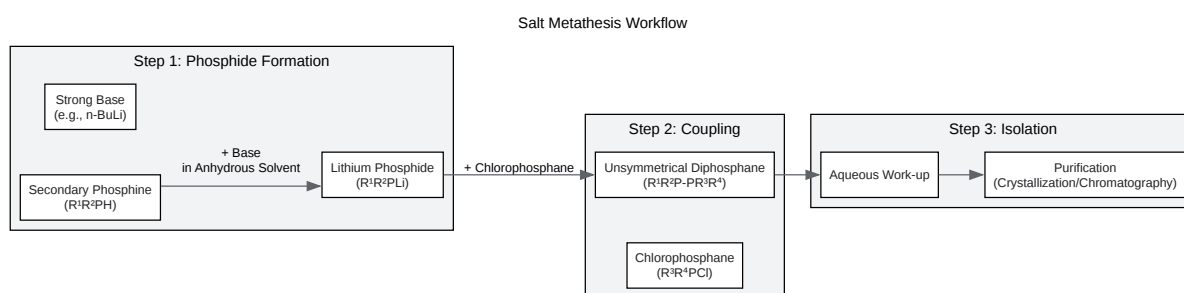 Salt Metathesis Workflow
Step 1: Phosphide Formation
Strong Base
(e.g., n-BuLi)
+ Base
in Anhydrous Solvent
Secondary Phosphine
(R¹R²PH)
Lithium Phosphide
(R¹R²PLi)
+ Chlorophosphane
Step 2: Coupling
Unsymmetrical Diphosphane
(R¹R²P-PR³R⁴)
Chlorophosphane
(R³R⁴PCl)
Step 3: Isolation
Aqueous Work-up
Purification
(Crystallization/Chromatography)